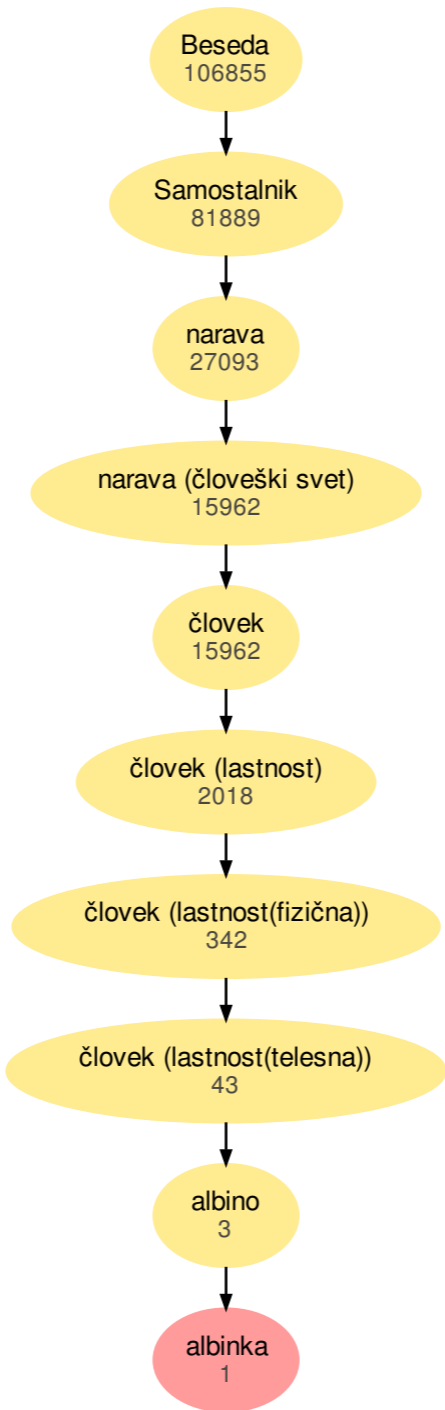 Beseda
106855
Samostalnik
81889
narava
27093
narava (človeški svet)
15962
človek
15962
človek (lastnost)
2018
človek (lastnost(fizična))
342
človek (lastnost(telesna))
43
albino
3
albinka
1